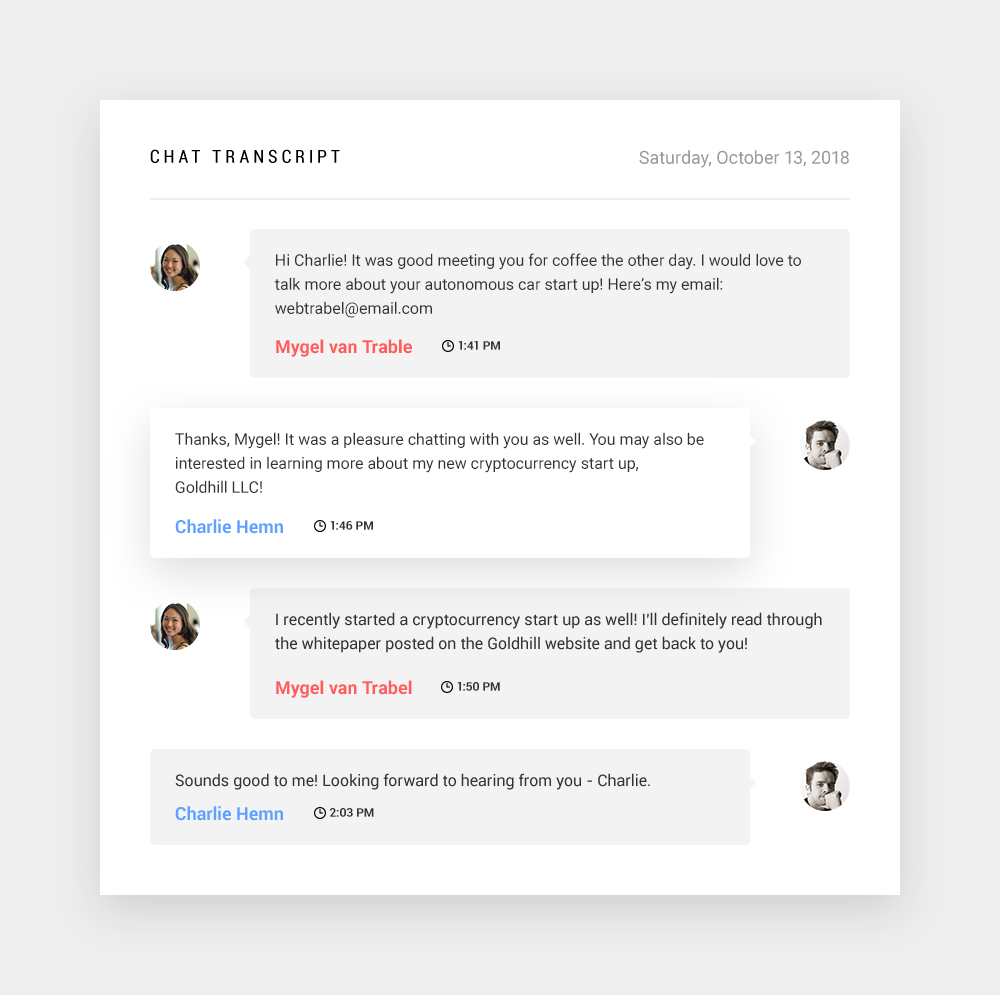 CHAT TRANSCRIPT
Saturday, October 13, 2018
Hi Charlie! It was good meeting you for coffee the other day. I would love to
talk more about your autonomous car start up! Here's my email:
webtrabel@email.com
Mygel van Trable 1:41 PM
Thanks, Mygel! It was a pleasure chatting with you as well. You may also be
interested in learning more about my new cryptocurrency start up,
Goldhill LLC!
Charlie Hemn 1:46 PM
I recently started a cryptocurrency start up as well! I'll definitely read through
the whitepaper posted on the Goldhill website and get back to you!
Mygel van Trabel 1:50 PM
Sounds good to me! Looking forward to hearing from you - Charlie.
Charlie Hemn 2:03 PM